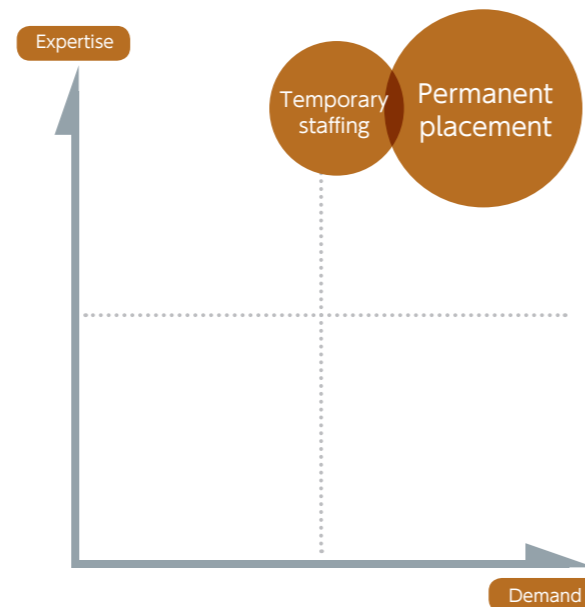 Expertise
Temporary
staffing
Permanent
placement
Demand